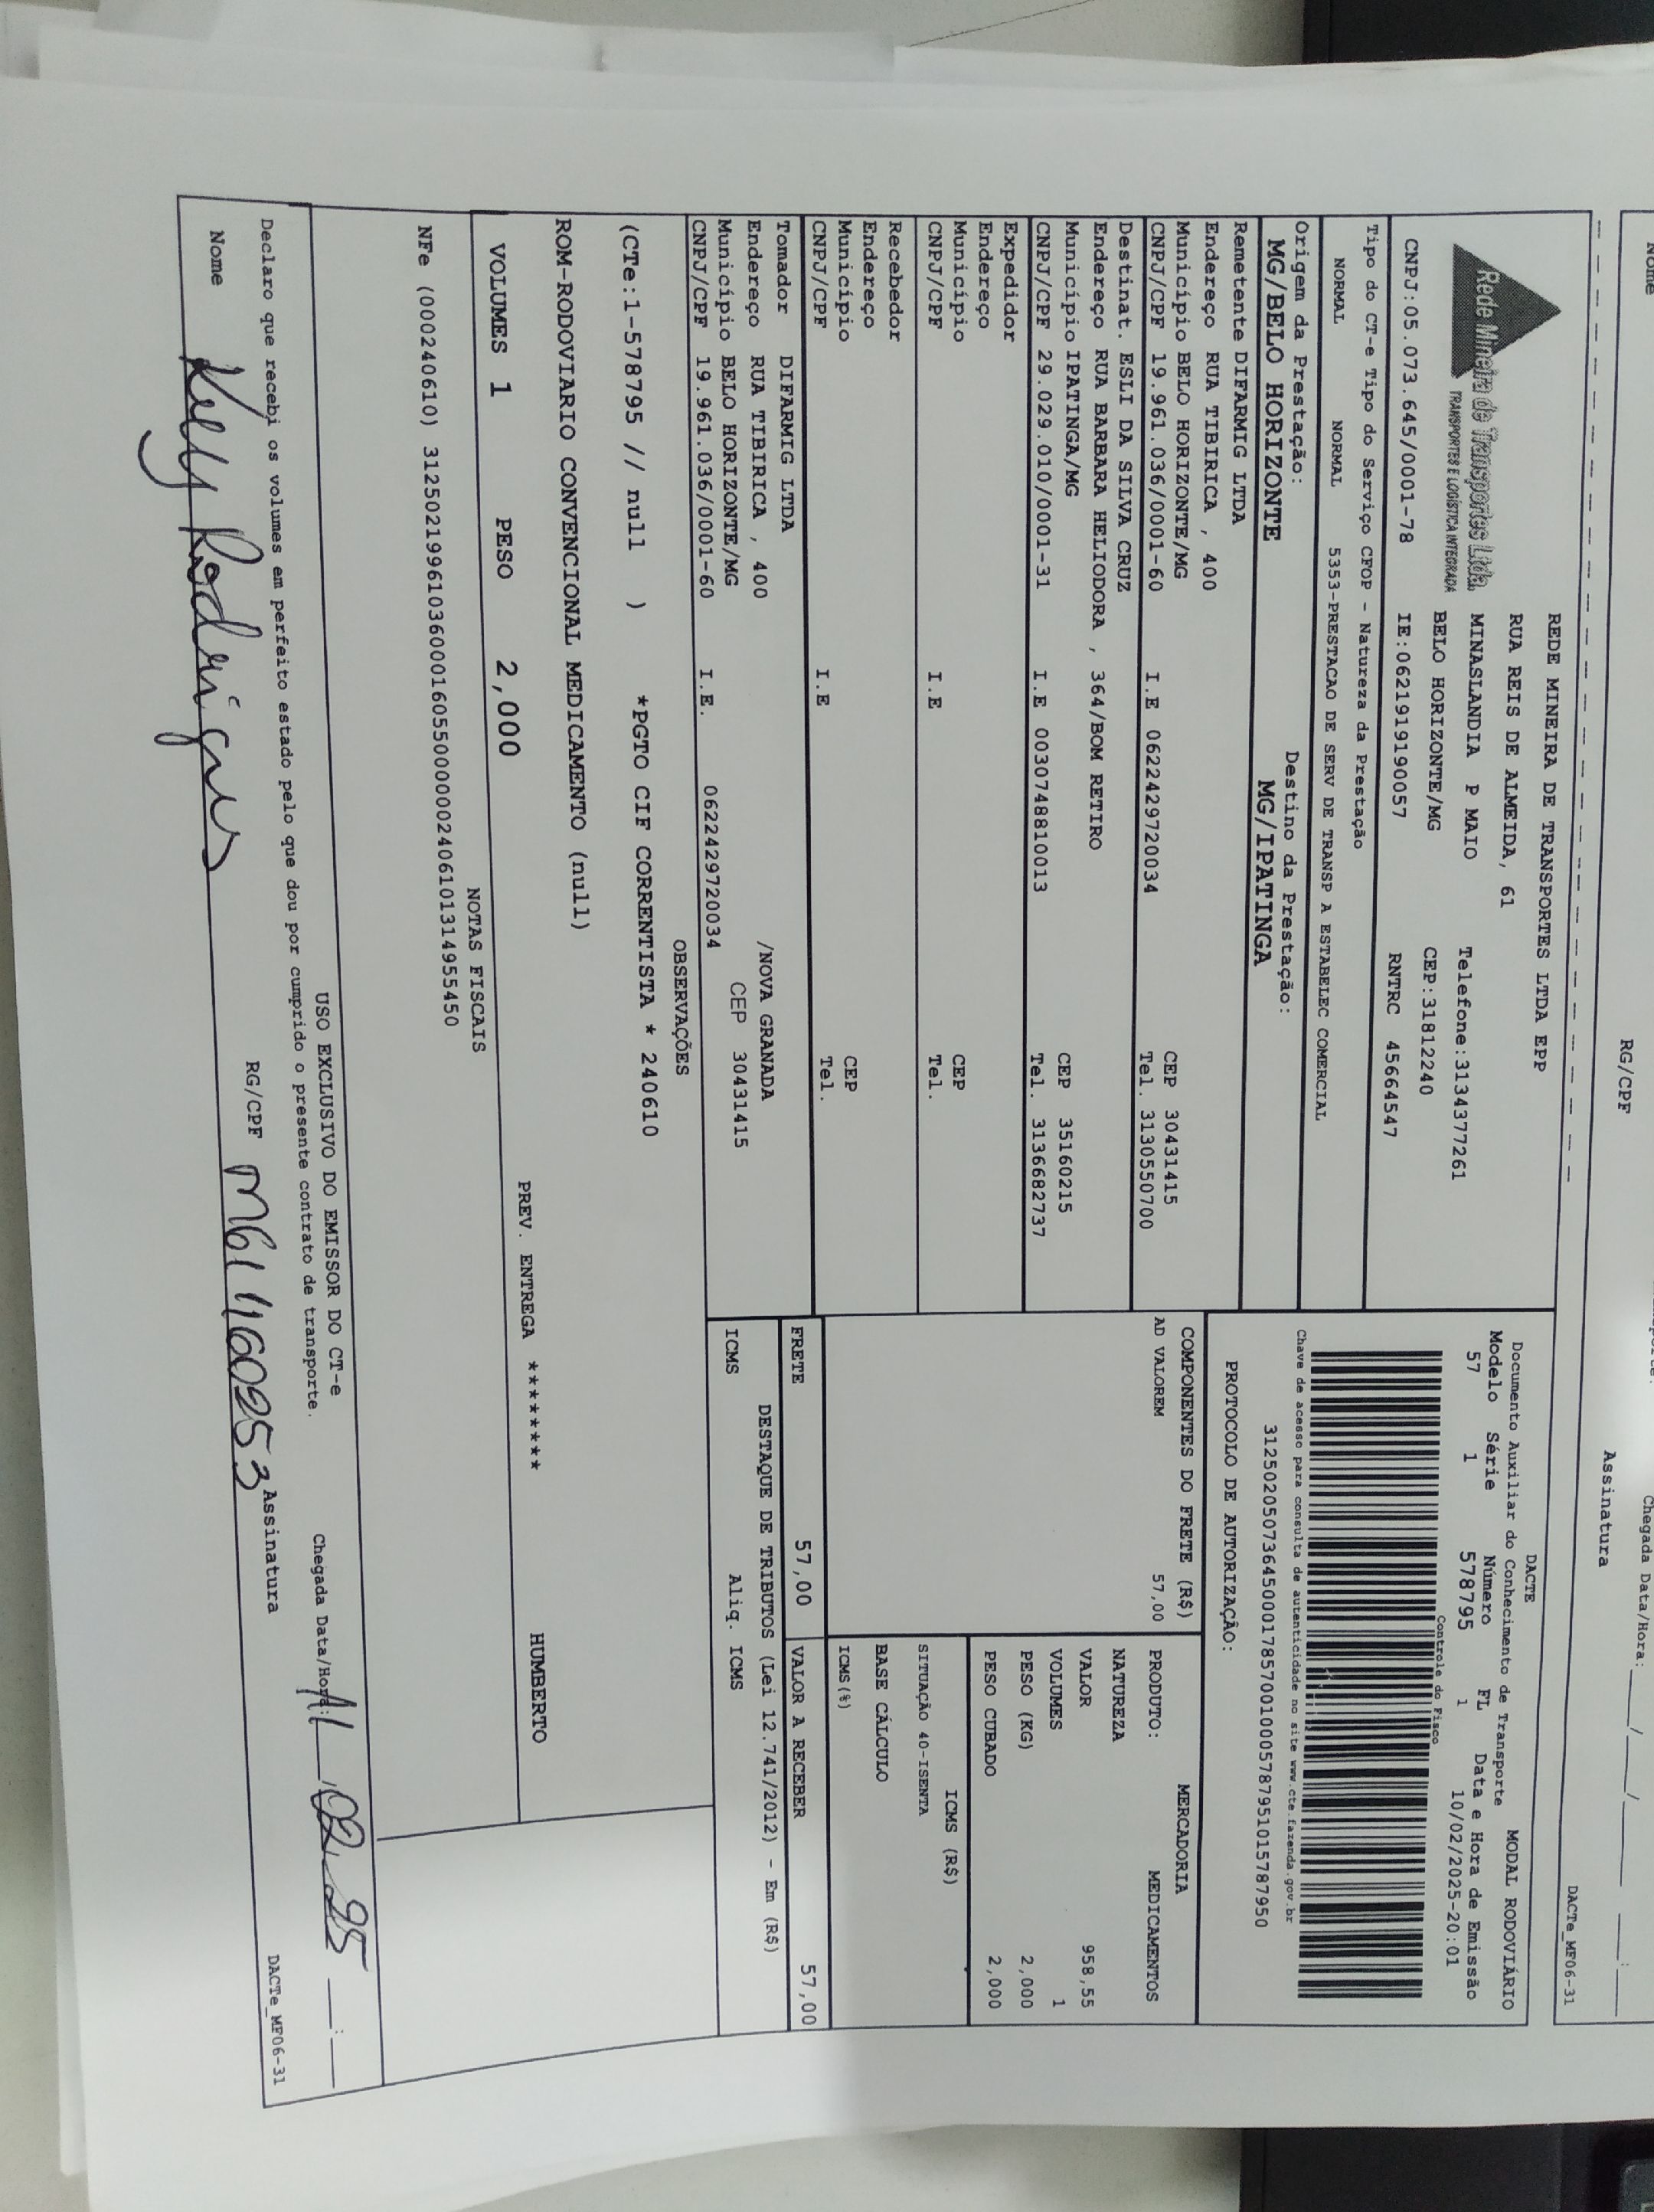 Nome
RG/CPF
Chegada Data/Hora:____/____/____ ___:___
Assinatura
DACTe_MF06-31
Rede Mineira de Transportes Ltda.
TRANSPORTES E LOGÍSTICA INTEGRADA
REDE MINEIRA DE TRANSPORTES LTDA EPP
RUA REIS DE ALMEIDA, 61
MINASLANDIA P MAIO Telefone:3134377261
BELO HORIZONTE/MG CEP:31812240
CNPJ:05.073.645/0001-78 IE:0621919190057 RNTRC 45664547
DACTE
Documento Auxiliar do Conhecimento de Transporte MODAL RODOVIÁRIO
Modelo Série Número FL Data e Hora de Emissão
57 1 578795 1 10/02/2025-20:01
Controle do Fisco
Tipo do CT-e Tipo do Serviço CFOP - Natureza da Prestação
NORMAL NORMAL 5353-PRESTACAO DE SERV DE TRANSP A ESTABELEC COMERCIAL
Chave de acesso para consulta de autenticidade no site www.cte.fazenda.gov.br
31250205073645000178570010005787951015787950
Origem da Prestação: Destino da Prestação:
MG/BELO HORIZONTE MG/IPATINGA
PROTOCOLO DE AUTORIZAÇÃO:
Remetente DIFARMIG LTDA
Endereço RUA TIBIRICA , 400
Município BELO HORIZONTE/MG CEP 30431415
CNPJ/CPF 19.961.036/0001-60 I.E 0622429720034 Tel. 3130550700
Destinat. ESLI DA SILVA CRUZ
Endereço RUA BARBARA HELIODORA , 364/BOM RETIRO
Município IPATINGA/MG CEP 35160215
CNPJ/CPF 29.029.010/0001-31 I.E 0030748810013 Tel. 3136682737
Expedidor
Endereço
Município CEP
CNPJ/CPF I.E Tel.
Recebedor
Endereço
Município CEP
CNPJ/CPF I.E Tel.
Tomador DIFARMIG LTDA
Endereço RUA TIBIRICA , 400 /NOVA GRANADA
Município BELO HORIZONTE/MG CEP 30431415
CNPJ/CPF 19.961.036/0001-60 I.E. 0622429720034
COMPONENTES DO FRETE (R$)
AD VALOREM 57,00
MERCADORIA
PRODUTO: MEDICAMENTOS
NATUREZA
VALOR 958,55
VOLUMES 1
PESO (KG) 2,000
PESO CUBADO 2,000
ICMS (R$)
SITUAÇÃO 40-ISENTA
BASE CÁLCULO
ICMS(%)
FRETE 57,00 VALOR A RECEBER 57,00
DESTAQUE DE TRIBUTOS (Lei 12.741/2012) - Em (R$)
ICMS Aliq. ICMS
OBSERVAÇÕES
(CTe:1-578795 // null ) *PGTO CIF CORRENTISTA * 240610
ROM-RODOVIARIO CONVENCIONAL MEDICAMENTO (null)
PREV. ENTREGA ******** HUMBERTO
VOLUMES 1 PESO 2,000
NOTAS FISCAIS
NFe (000240610) 31250219961036000160550000002406101314955450
USO EXCLUSIVO DO EMISSOR DO CT-e
Declaro que recebi os volumes em perfeito estado pelo que dou por cumprido o presente contrato de transporte.
Chegada Data/Hora: 11/02/25 ___:___
Nome Kelly Rodrigues RG/CPF MG11160253 Assinatura
DACTe_MF06-31